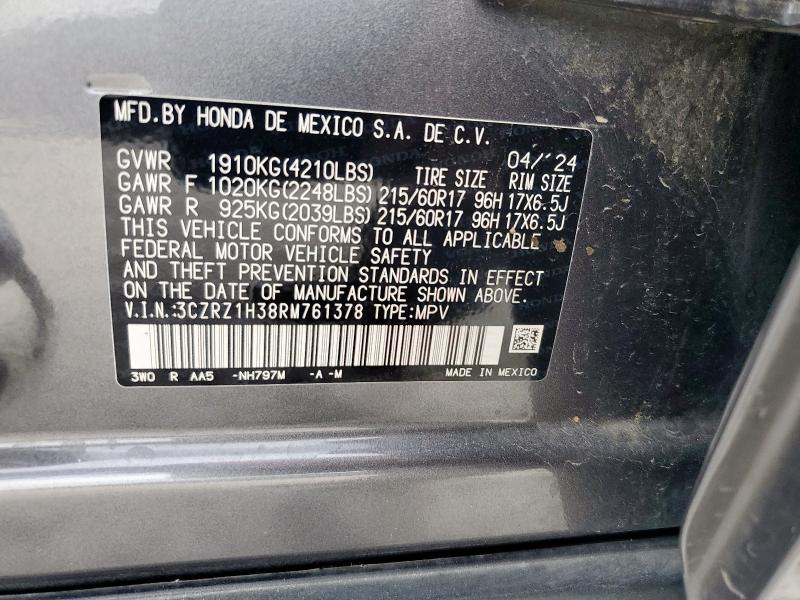 MFD.BY HONDA DE MEXICO S.A. DE C.V.
04/'24
GVWR 1910KG(4210LBS) TIRE SIZE RIM SIZE
GAWR F 1020KG(2248LBS) 215/60R17 96H 17X6.5J
GAWR R 925KG(2039LBS) 215/60R17 96H 17X6.5J
THIS VEHICLE CONFORMS TO ALL APPLICABLE
FEDERAL MOTOR VEHICLE SAFETY
AND THEFT PREVENTION STANDARDS IN EFFECT
ON THE DATE OF MANUFACTURE SHOWN ABOVE.
V.I.N.:3CZRZ1H38RM761378 TYPE:MPV
3W0 R AA5 -NH797M -A -M MADE IN MEXICO